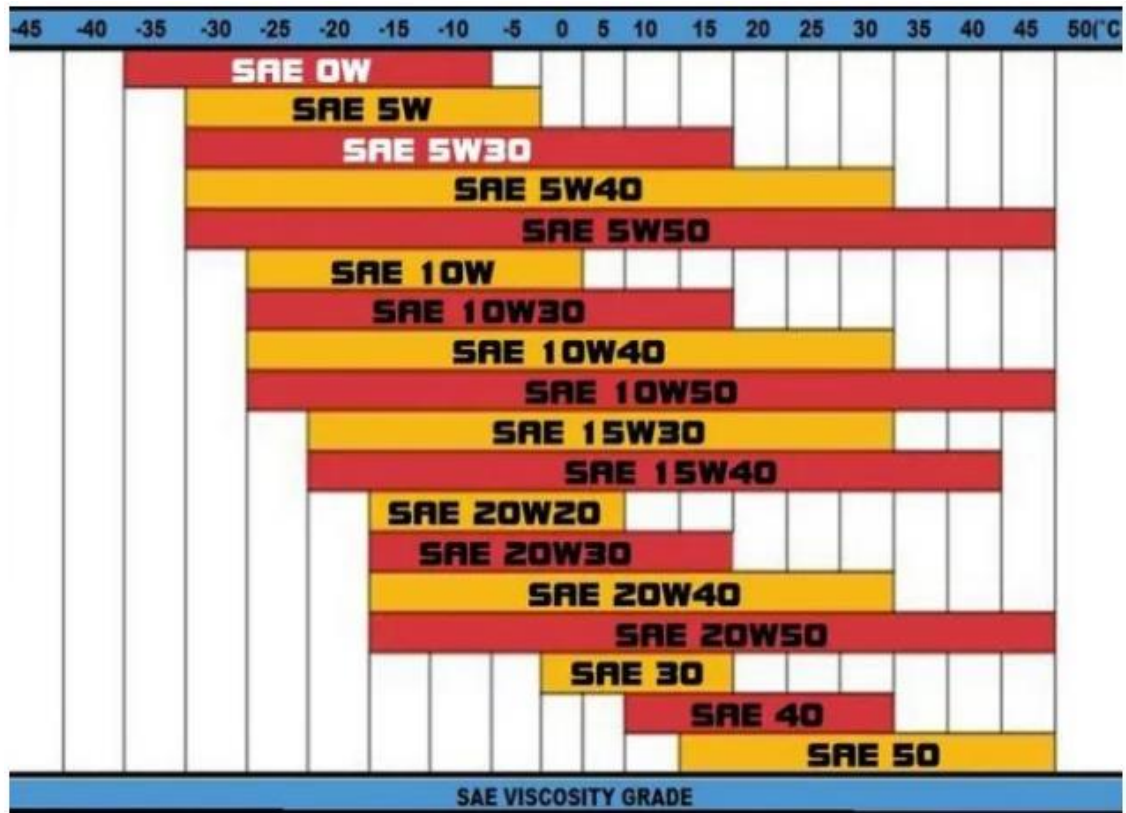 -45 -40 -35 -30 -25 -20 -15 -10 -5 0 5 10 15 20 25 30 35 40 45 50(°C
SAE 0W
SAE 5W
SAE 5W30
SAE 5W40
SAE 5W50
SAE 10W
SAE 10W30
SAE 10W40
SAE 10W50
SAE 15W30
SAE 15W40
SAE 20W20
SAE 20W30
SAE 20W40
SAE 20W50
SAE 30
SAE 40
SAE 50
SAE VISCOSITY GRADE